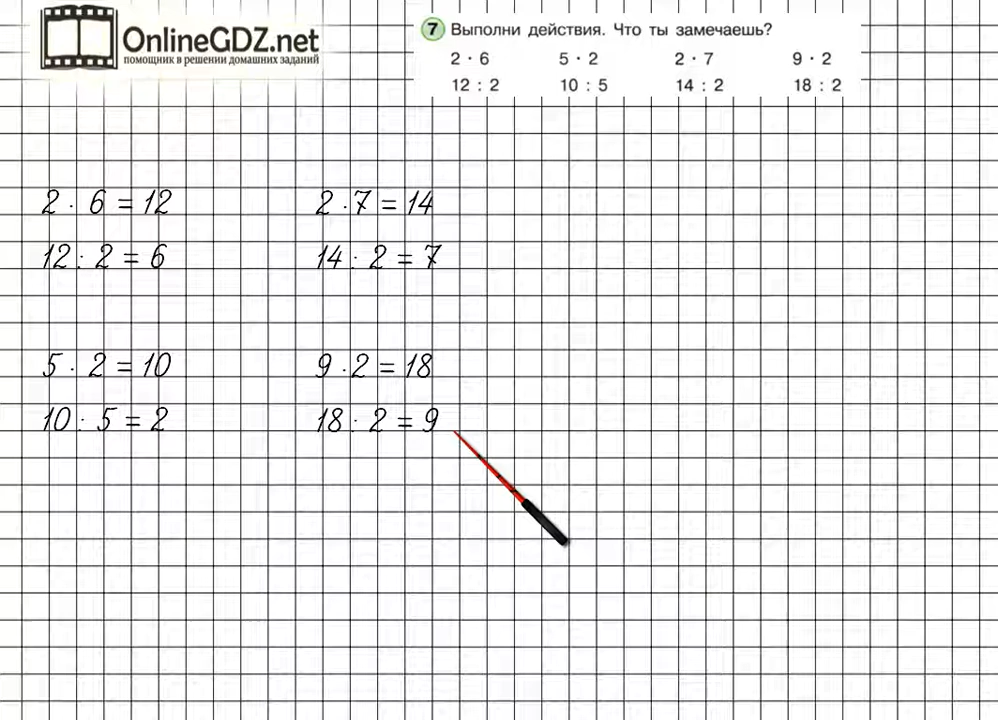 OnlineGDZ.net
помощник в решении домашних заданий
7 Выполни действия. Что ты замечаешь?
2 · 6 5 · 2 2 · 7 9 · 2
12 : 2 10 : 5 14 : 2 18 : 2
2 · 6 = 12 2 · 7 = 14
12 : 2 = 6 14 : 2 = 7
5 · 2 = 10 9 · 2 = 18
10 : 5 = 2 18 : 2 = 9